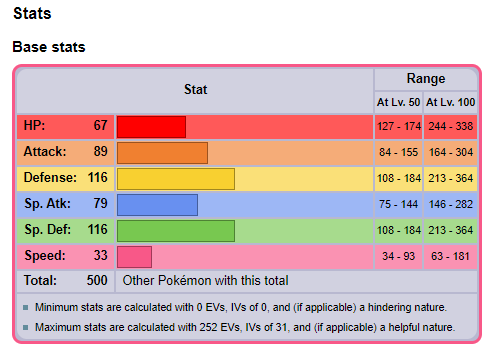 Stats
Base stats
Stat Range
At Lv. 50 At Lv. 100
HP: 67 127 - 174 244 - 338
Attack: 89 84 - 155 164 - 304
Defense: 116 108 - 184 213 - 364
Sp. Atk: 79 75 - 144 146 - 282
Sp. Def: 116 108 - 184 213 - 364
Speed: 33 34 - 93 63 - 181
Total: 500 Other Pokémon with this total
Minimum stats are calculated with 0 EVs, IVs of 0, and (if applicable) a hindering nature.
Maximum stats are calculated with 252 EVs, IVs of 31, and (if applicable) a helpful nature.